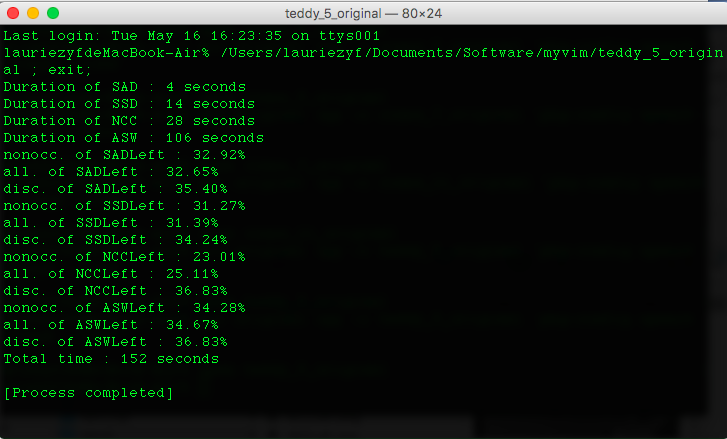 teddy_5_original — 80×24
Last login: Tue May 16 16:23:35 on ttys001
lauriezyfdeMacBook-Air% /Users/lauriezyf/Documents/Software/myvim/teddy_5_origin
al ; exit;
Duration of SAD : 4 seconds
Duration of SSD : 14 seconds
Duration of NCC : 28 seconds
Duration of ASW : 106 seconds
nonocc. of SADLeft : 32.92%
all. of SADLeft : 32.65%
disc. of SADLeft : 35.40%
nonocc. of SSDLeft : 31.27%
all. of SSDLeft : 31.39%
disc. of SSDLeft : 34.24%
nonocc. of NCCLeft : 23.01%
all. of NCCLeft : 25.11%
disc. of NCCLeft : 36.83%
nonocc. of ASWLeft : 34.28%
all. of ASWLeft : 34.67%
disc. of ASWLeft : 36.83%
Total time : 152 seconds
[Process completed]